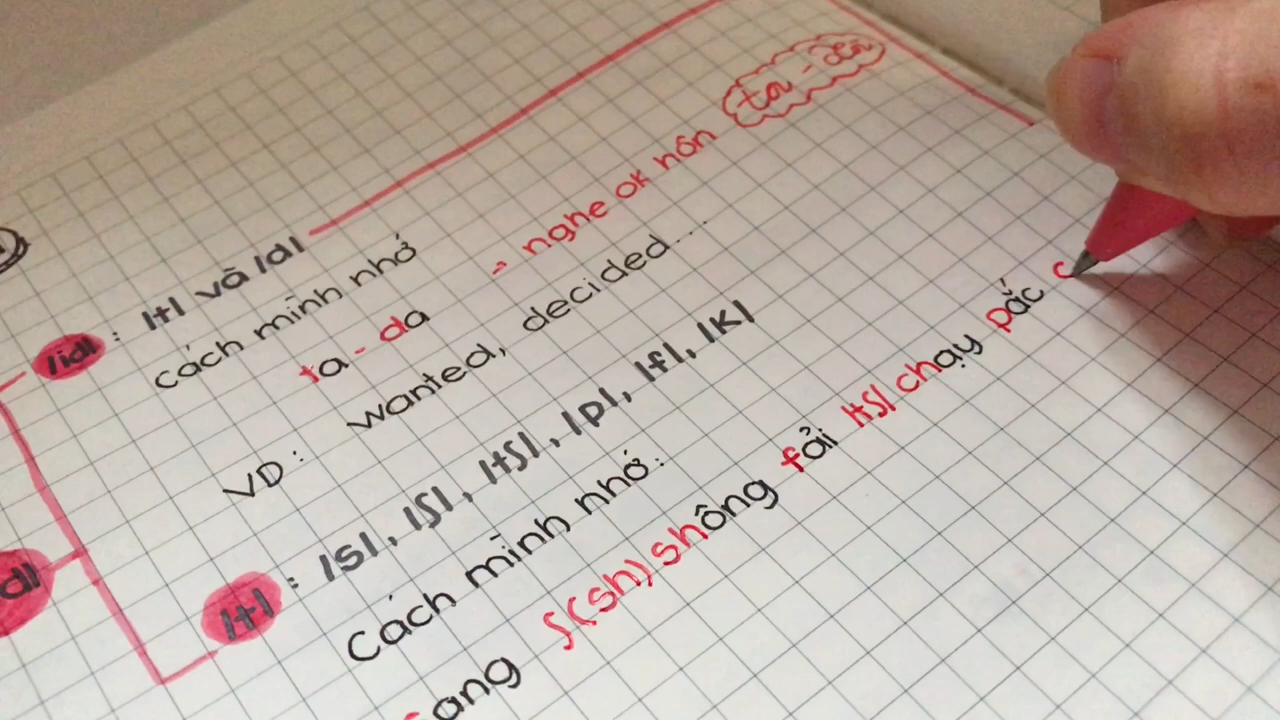 /id/ : /t/ và /d/
cách mình nhớ
ta - da → nghe ok hôn ta - đa
VD : wanted, decided...
/t/ : /s/, /ʃ/, /tʃ/, /p/, /f/, /k/
Cách mình nhớ:
sang ʃ(sh) shông fải /tʃ/ chạy pắc c
d/